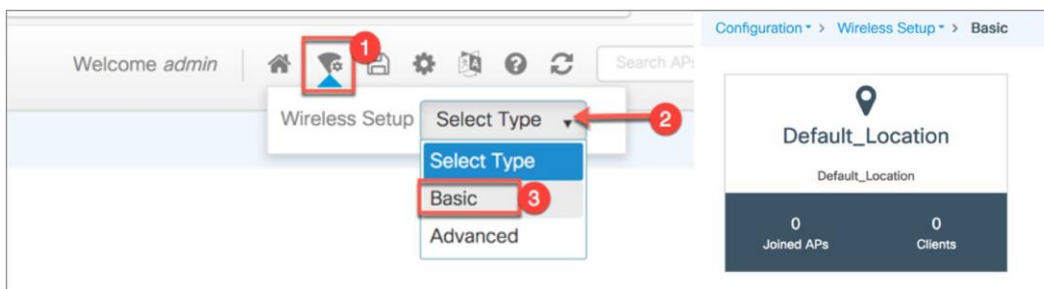 Welcome admin
1
Search APs
Wireless Setup
Select Type
2
Select Type
Basic
3
Advanced
Configuration > Wireless Setup > Basic
Default_Location
Default_Location
0
0
Joined APs
Clients